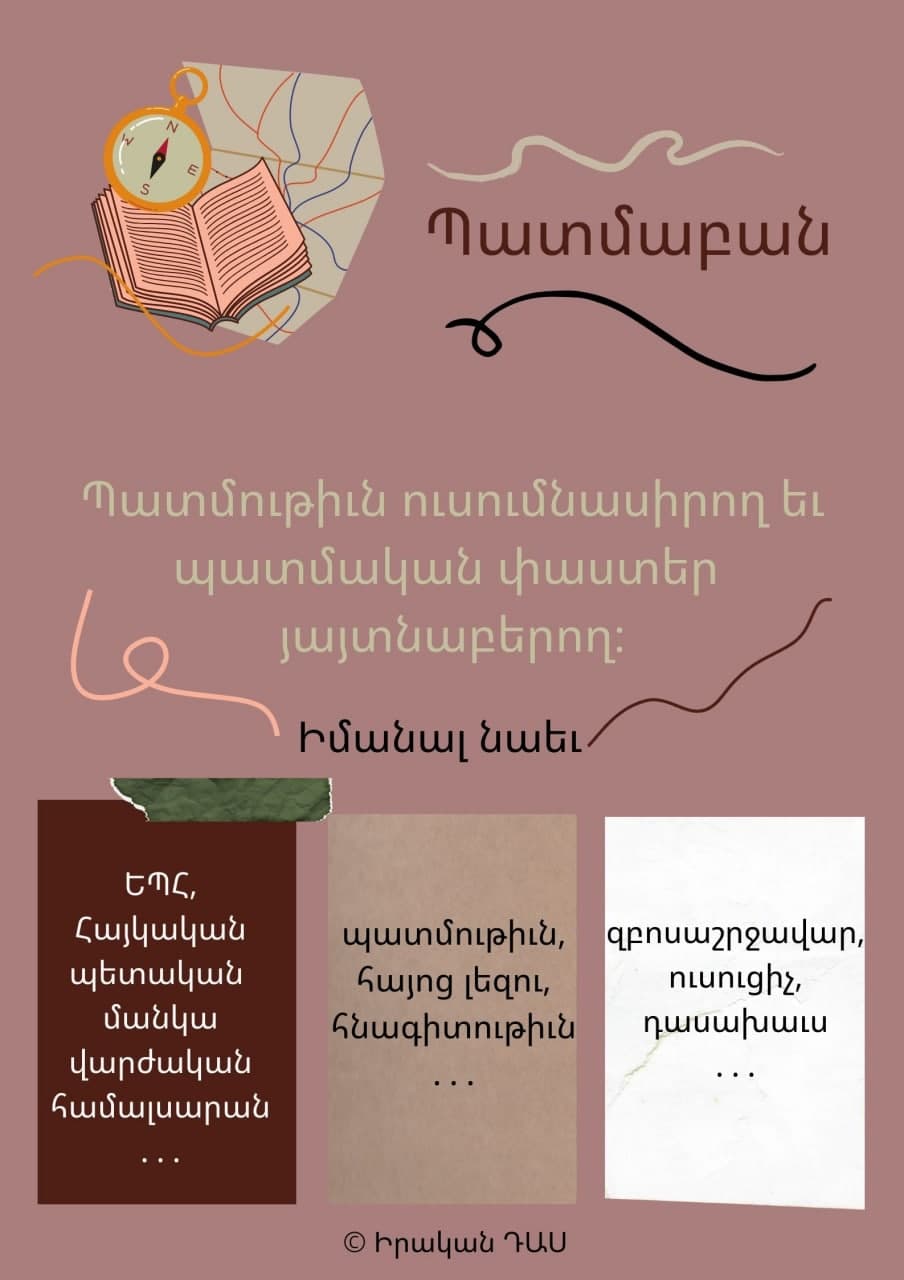 N
E
S
W
Պատմաբան
Պատմութիւն ուսումնասիրող եւ
պատմական փաստեր
յայտնաբերող:
Իմանալ նաեւ
ԵՊՀ,
Հայկական
պետական
մանկա
վարժական
համալսարան
...
պատմութիւն,
հայոց լեզու,
հնագիտութիւն
...
զբոսաշրջավար,
ուսուցիչ,
դասախաւս
...
© Իրական ԴԱՍ